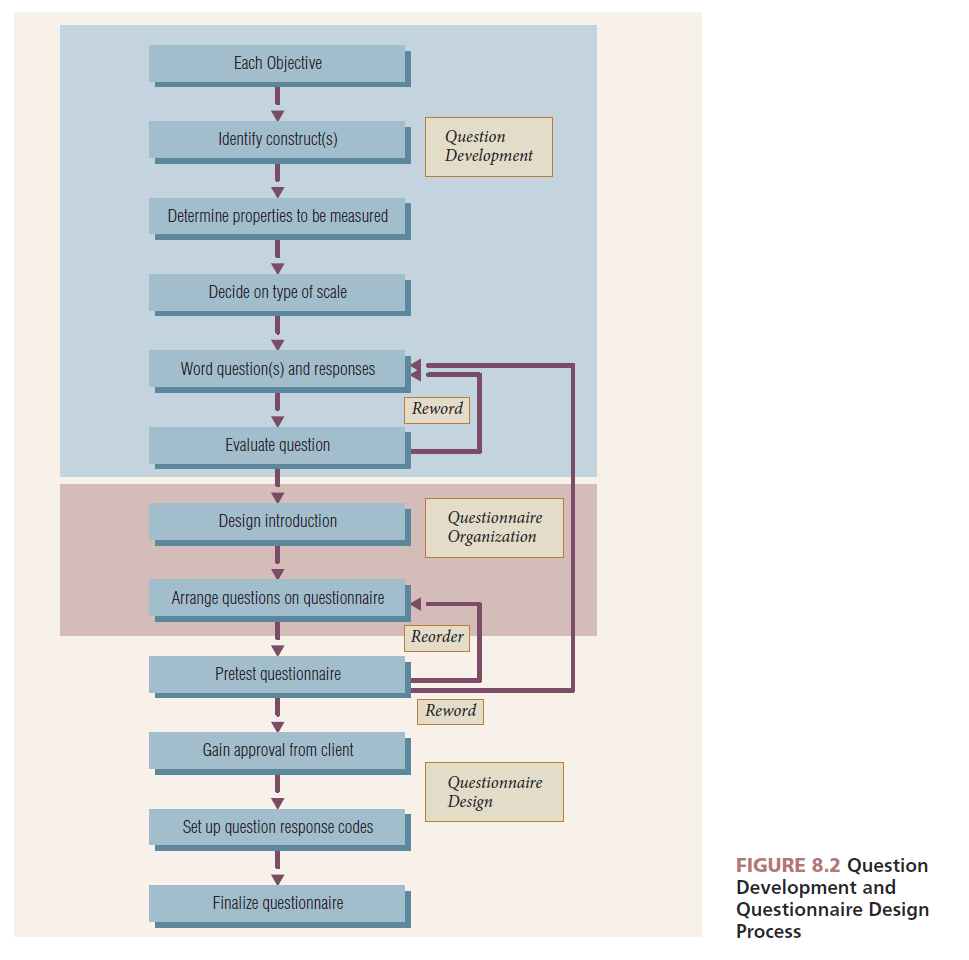 Each Objective
Identify construct(s)
Question
Development
Determine properties to be measured
Decide on type of scale
Word question(s) and responses
Reword
Evaluate question
Design introduction
Questionnaire
Organization
Arrange questions on questionnaire
Reorder
Pretest questionnaire
Reword
Gain approval from client
Questionnaire
Design
Set up question response codes
Finalize questionnaire
FIGURE 8.2 Question
Development and
Questionnaire Design
Process